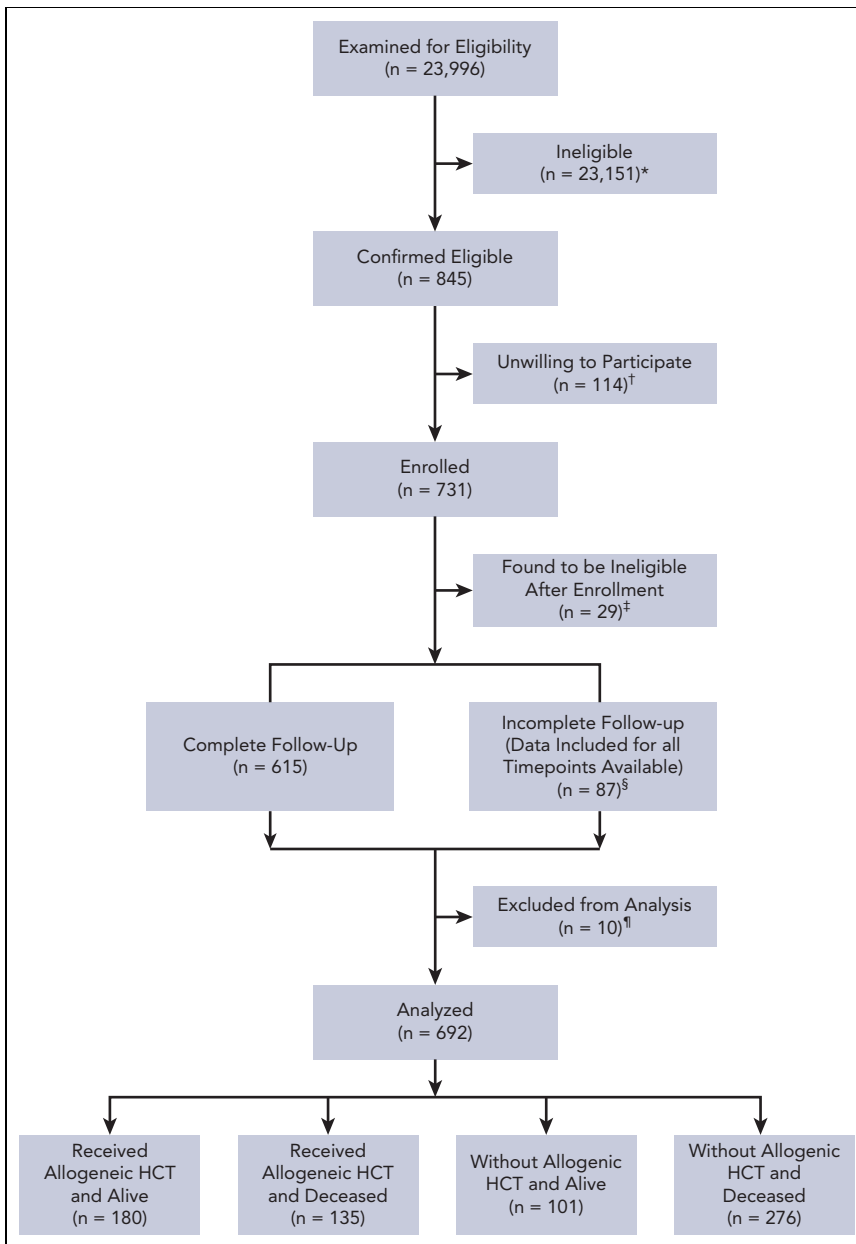 Examined for Eligibility
(n = 23,996)
Ineligible
(n = 23,151)*
Confirmed Eligible
(n = 845)
Unwilling to Participate
(n = 114)†
Enrolled
(n = 731)
Found to be Ineligible
After Enrollment
(n = 29)‡
Complete Follow-Up
(n = 615)
Incomplete Follow-up
(Data Included for all
Timepoints Available)
(n = 87)§
Excluded from Analysis
(n = 10)¶
Analyzed
(n = 692)
Received
Allogeneic HCT
and Alive
(n = 180)
Received
Allogeneic HCT
and Deceased
(n = 135)
Without Allogenic
HCT and Alive
(n = 101)
Without Allogenic
HCT and
Deceased
(n = 276)